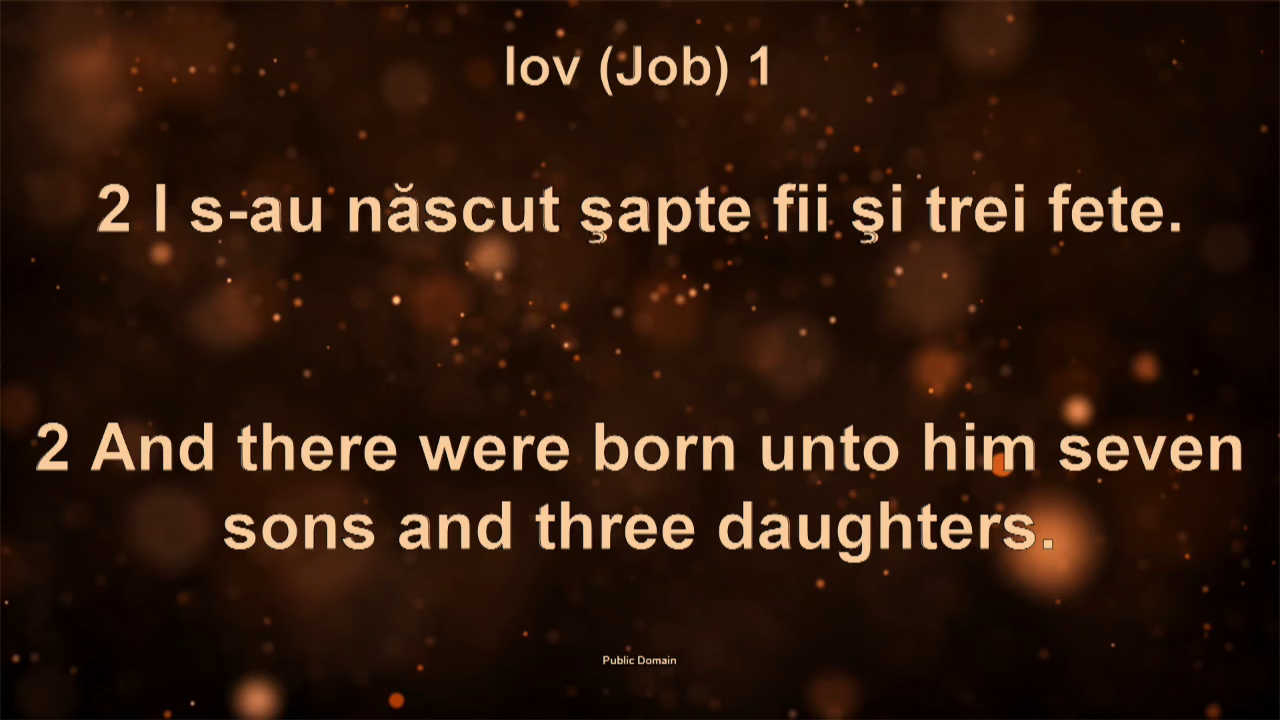 Iov (Job) 1
2 I s-au născut şapte fii şi trei fete.
2 And there were born unto him seven
sons and three daughters.
Public Domain